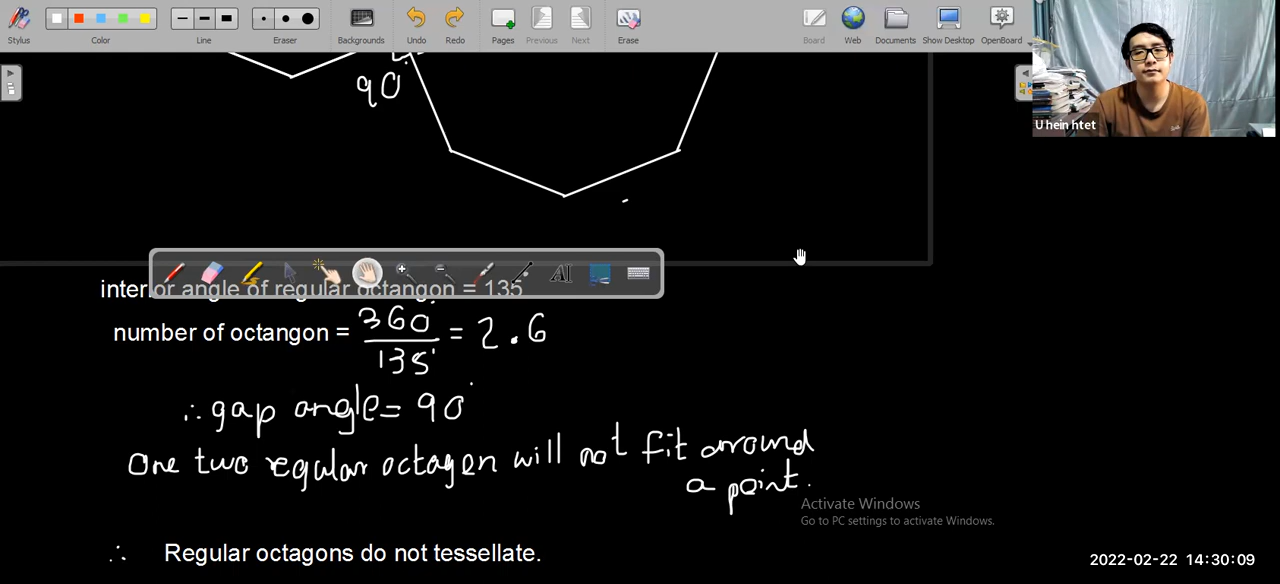 Stylus
Color
Line
Eraser
Backgrounds
Undo
Redo
Pages
Previous
Next
Erase
Board
Web
Documents
Show Desktop
OpenBoard
U hein htet
90
AI
interior angle of regular octangon = 135
number of octangon = 360° / 135° = 2.6
∴ gap angle = 90°
One two regular octagen will not fit around
a point.
Activate Windows
Go to PC settings to activate Windows.
∴ Regular octagons do not tessellate.
2022-02-22 14:30:09